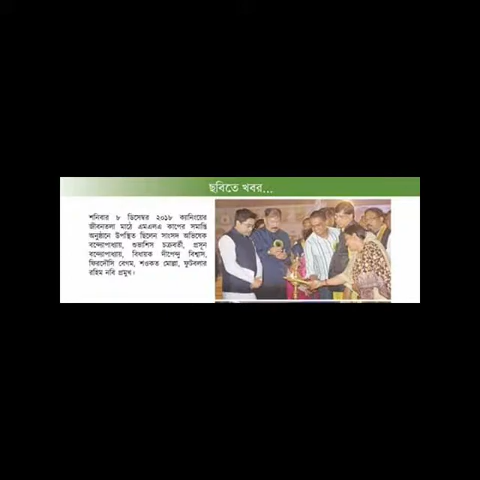 ছবিতে খবর...
শনিবার ৮ ডিসেম্বর ২০১৮ ক্যানিংয়ের
জীবনতলা মাঠে এমএলএ কাপের সমাপ্তি
অনুষ্ঠানে উপস্থিত ছিলেন সাংসদ অভিষেক
বন্দ্যোপাধ্যায়, শুভাশিস চক্রবর্তী, প্রসূন
বন্দ্যোপাধ্যায়, বিধায়ক দীপেন্দু বিশ্বাস,
ফিরদৌসি বেগম, শওকত মোল্লা, ফুটবলার
রহিম নবি প্রমুখ।